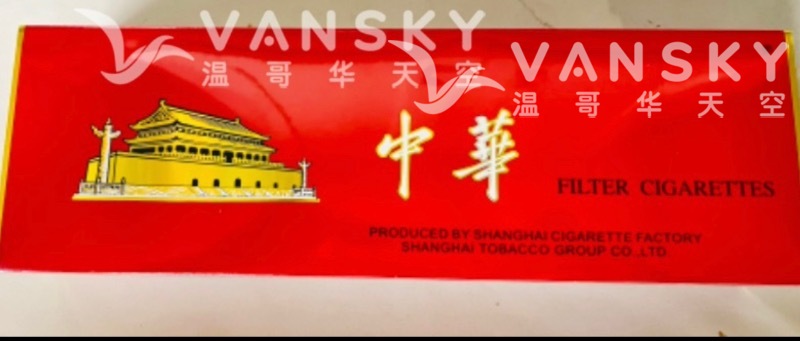 VANSKY
温哥华天空
VANSKY
温哥华天空
中華
FILTER CIGARETTES
PRODUCED BY SHANGHAI CIGARETTE FACTORY
SHANGHAI TOBACCO GROUP CO.,LTD